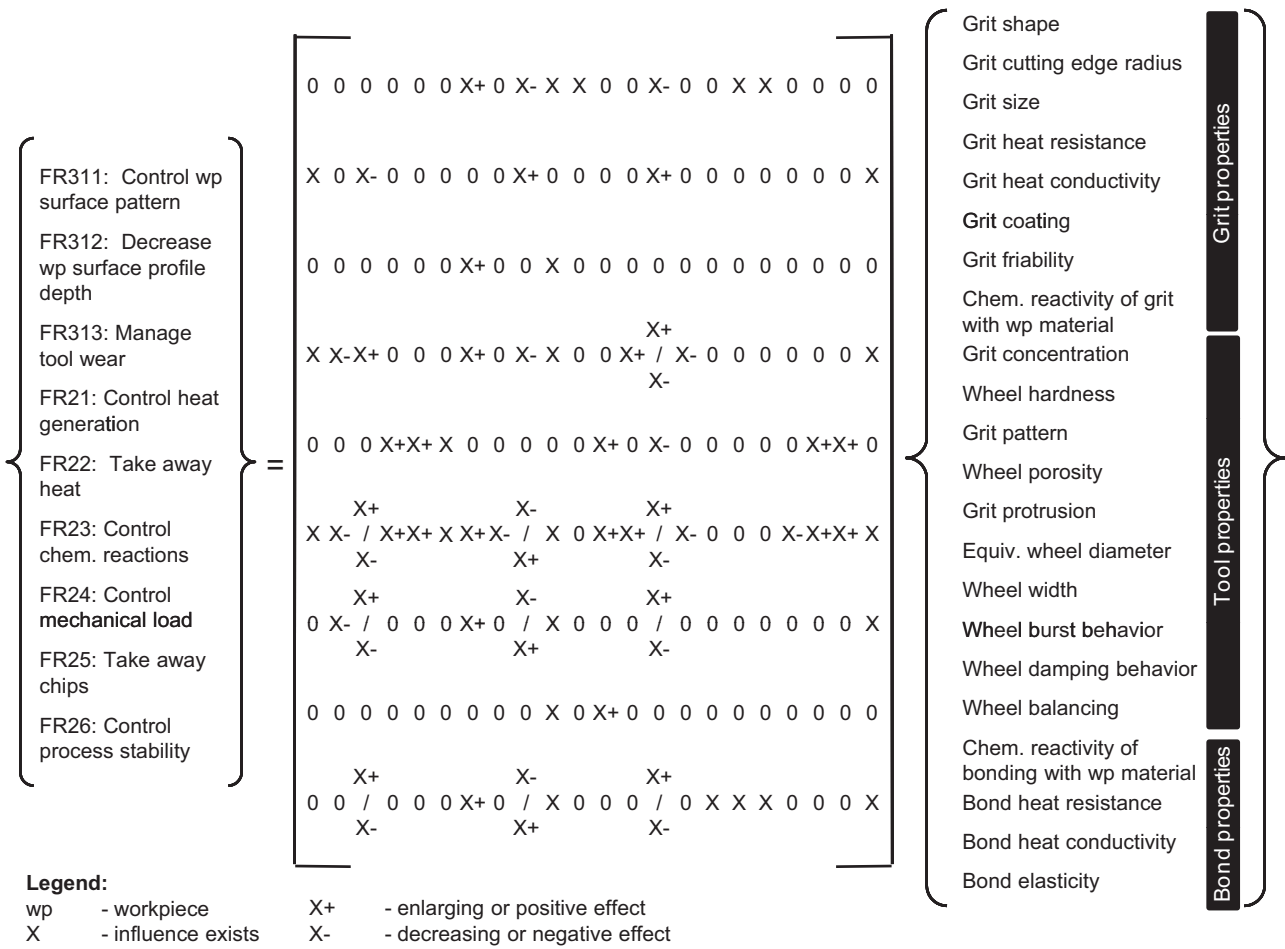 FR311: Control wp
surface pattern
FR312: Decrease
wp surface profile
depth
FR313: Manage
tool wear
FR21: Control heat
generation
FR22: Take away
heat
FR23: Control
chem. reactions
FR24: Control
mechanical load
FR25: Take away
chips
FR26: Control
process stability
=
0 0 0 0 0 0 X+ 0 X- X X 0 0 X- 0 0 X X 0 0 0 0
X 0 X- 0 0 0 0 0 X+ 0 0 0 0 X+ 0 0 0 0 0 0 0 X
0 0 0 0 0 0 X+ 0 0 X 0 0 0 0 0 0 0 0 0 0 0 0
X+
X X- X+ 0 0 0 X+ 0 X- X 0 0 X+ / X- 0 0 0 0 0 0 X
X-
0 0 0 X+ X+ X 0 0 0 0 0 X+ 0 X- 0 0 0 0 0 X+ X+ 0
X+ X- X+
X X- / X+ X+ X X+ X- / X 0 X+ X+ / X- 0 0 0 X- X+ X+ X
X- X+ X-
X+ X- X+
0 X- / 0 0 0 X+ 0 / X 0 0 0 / 0 0 0 0 0 0 0 X
X- X+ X-
0 0 0 0 0 0 0 0 0 X 0 X+ 0 0 0 0 0 0 0 0 0 0
X+ X- X+
0 0 / 0 0 0 X+ 0 / X 0 0 0 / 0 X X X 0 0 0 X
X- X+ X-
Grit shape
Grit cutting edge radius
Grit size
Grit heat resistance
Grit heat conductivity
Grit coating
Grit friability
Chem. reactivity of grit
with wp material
Grit concentration
Wheel hardness
Grit pattern
Wheel porosity
Grit protrusion
Equiv. wheel diameter
Wheel width
Wheel burst behavior
Wheel damping behavior
Wheel balancing
Chem. reactivity of
bonding with wp material
Bond heat resistance
Bond heat conductivity
Bond elasticity
Grit properties
Tool properties
Bond properties
Legend:
wp - workpiece X+ - enlarging or positive effect
X - influence exists X- - decreasing or negative effect